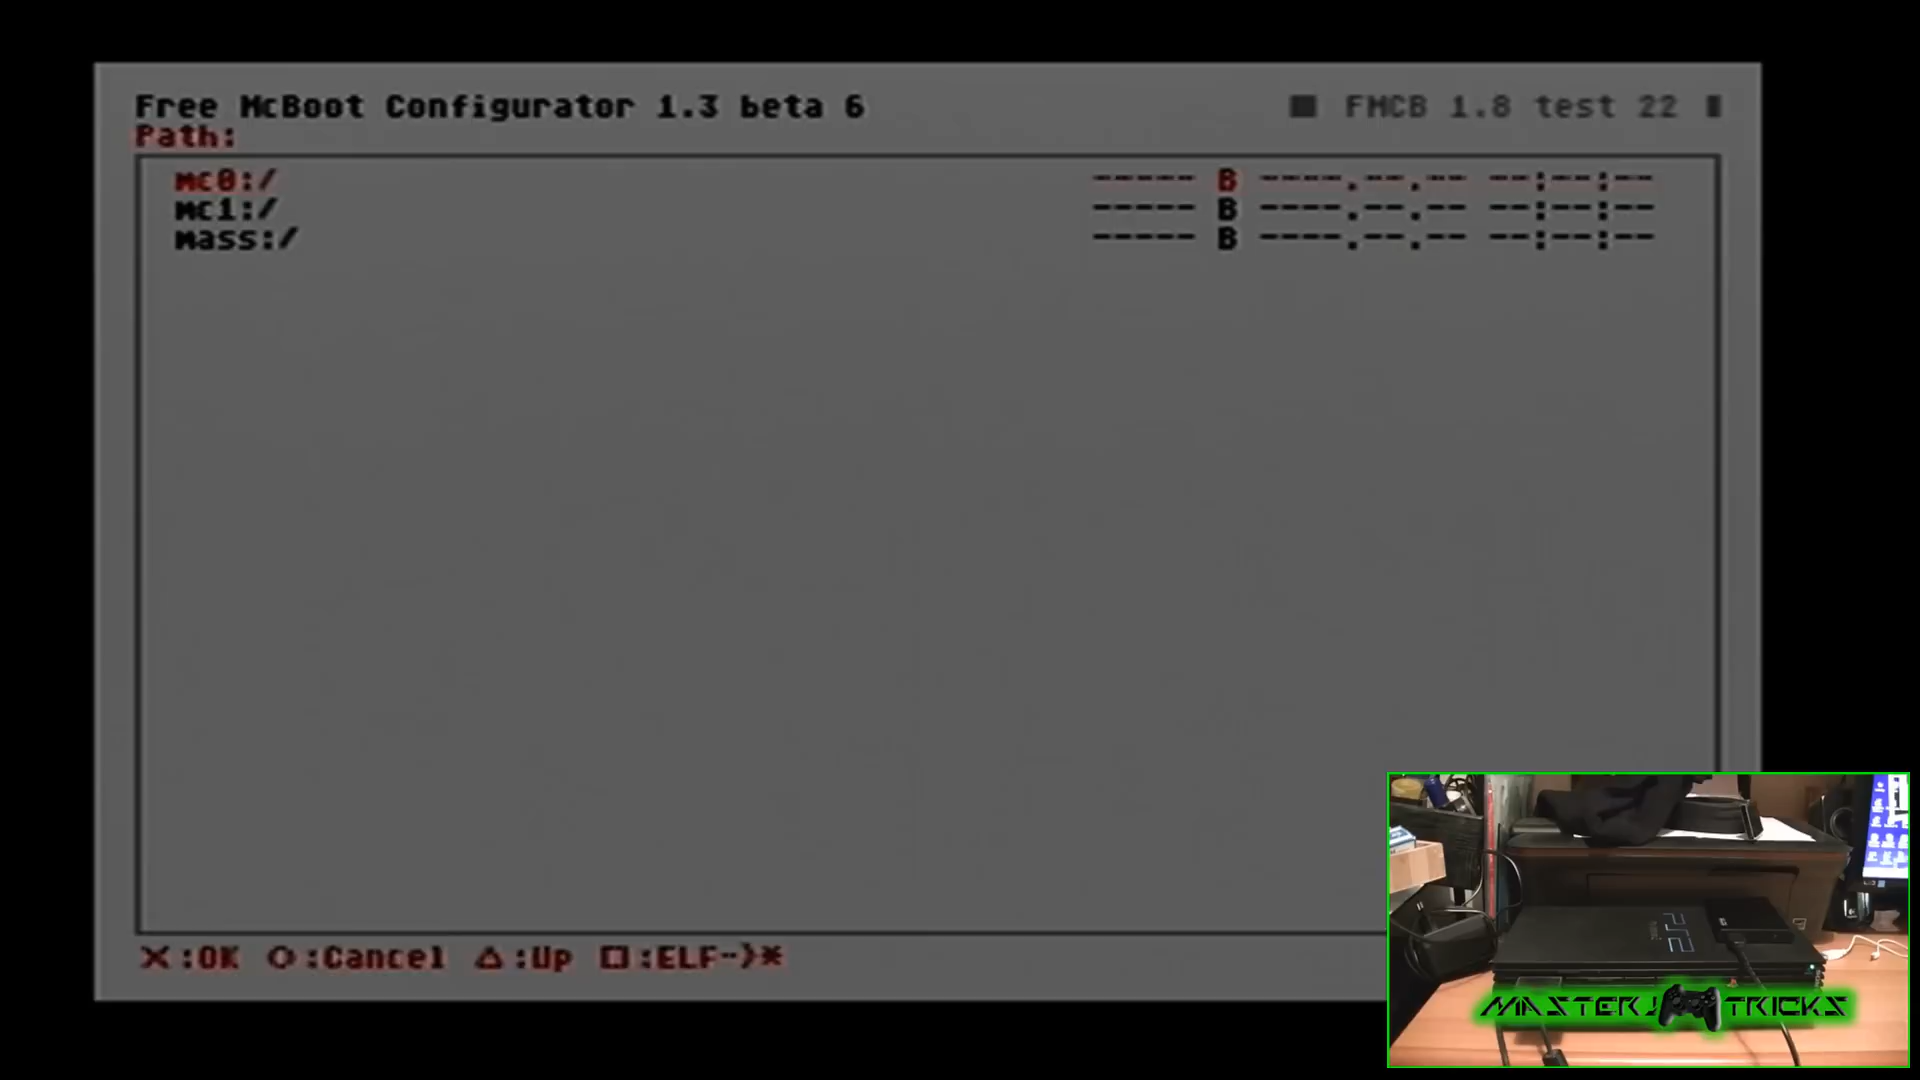 Free McBoot Configurator 1.3 beta 6
FMCB 1.8 test 22
Path:
mc0:/ ----- B ----.--.-- --:--:--
mc1:/ ----- B ----.--.-- --:--:--
mass:/ ----- B ----.--.-- --:--:--
X:OK O:Cancel △:Up □:ELF->*
PS2
MASTERJ TRICKS